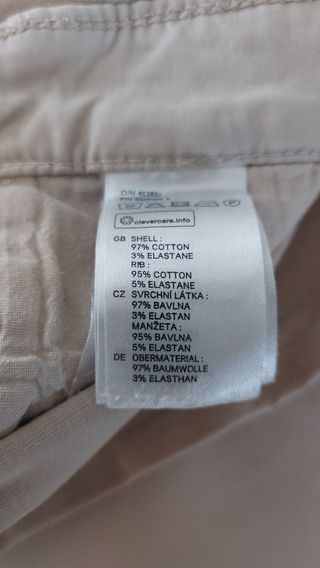 clevercare.info
GB SHELL :
97% COTTON
3% ELASTANE
RIB :
95% COTTON
5% ELASTANE
CZ SVRCHNÍ LÁTKA :
97% BAVLNA
3% ELASTAN
MANŽETA :
95% BAVLNA
5% ELASTAN
DE OBERMATERIAL :
97% BAUMWOLLE
3% ELASTHAN